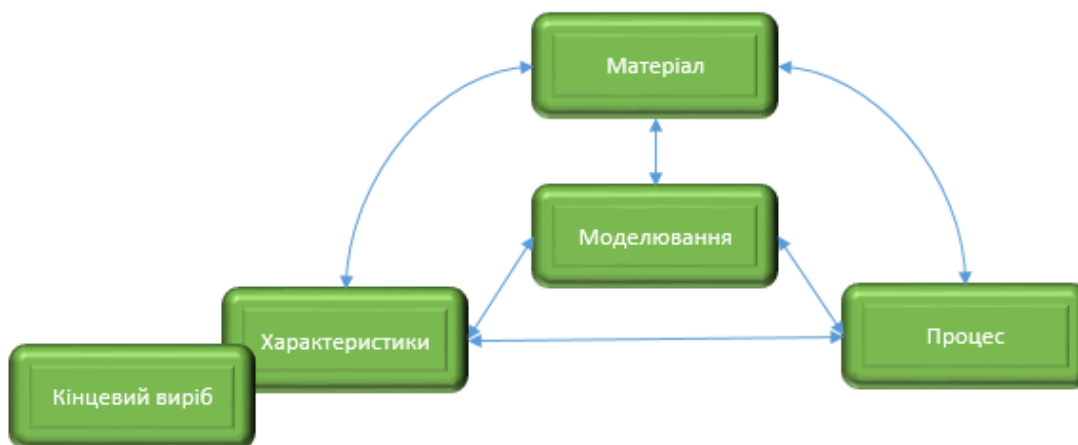 Матеріал
Моделювання
Характеристики
Процес
Кінцевий виріб